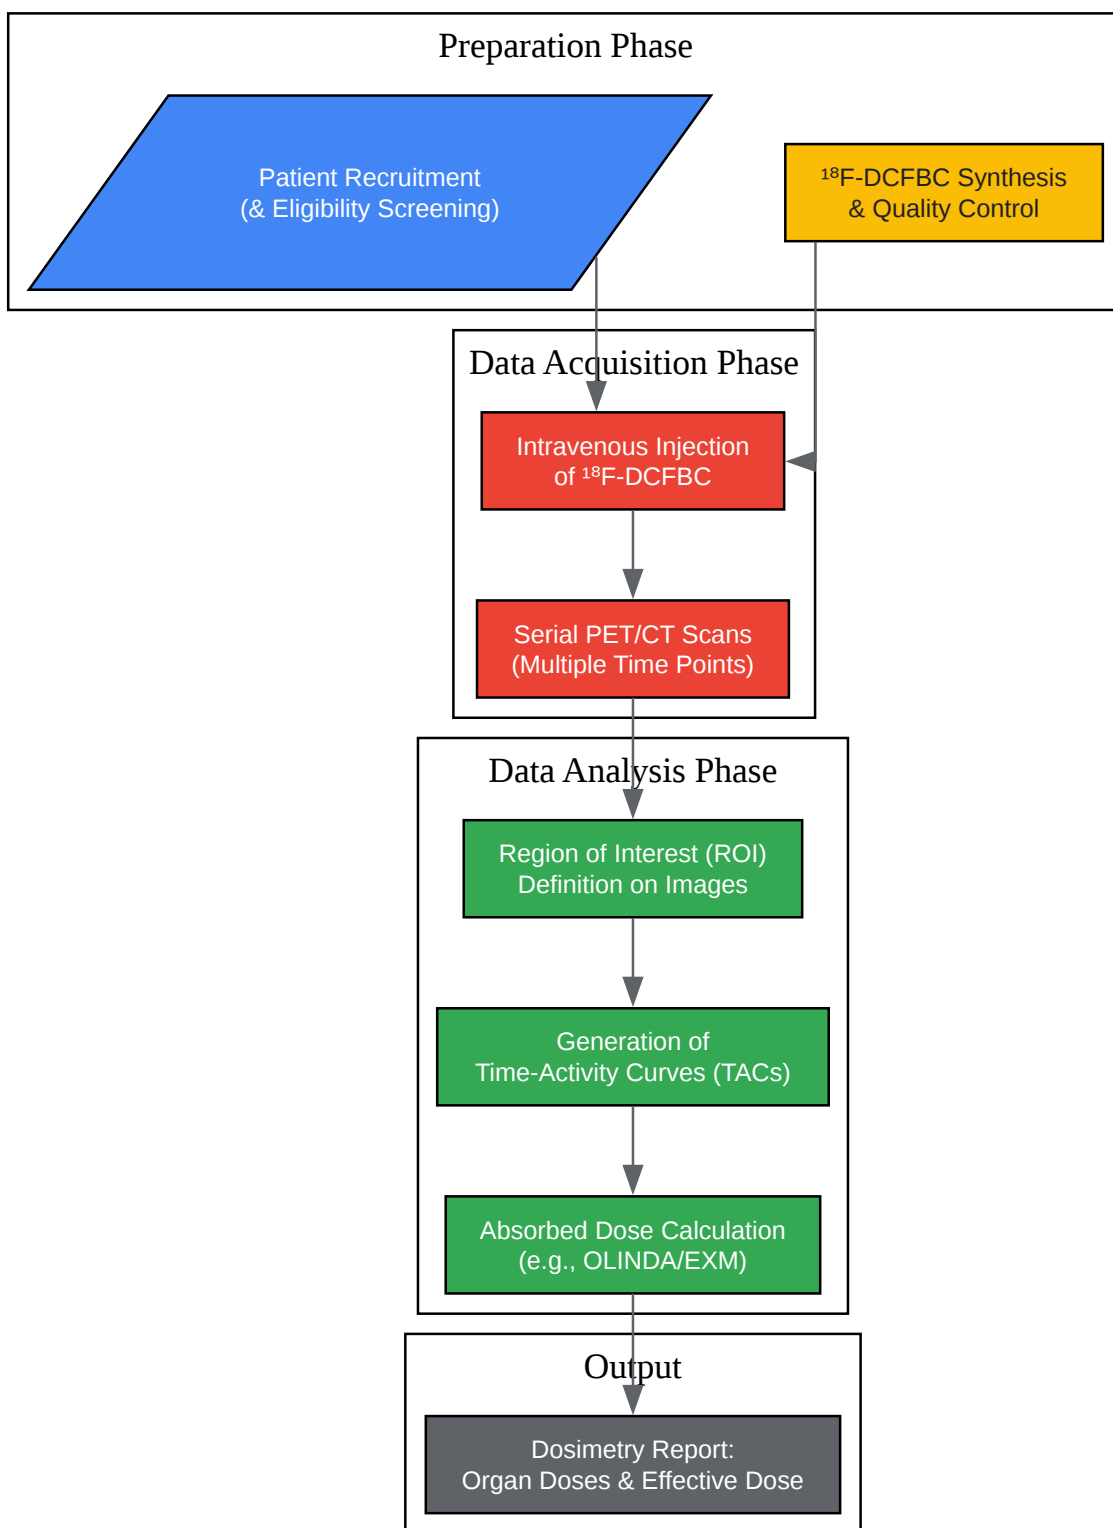 Preparation Phase
Patient Recruitment
(& Eligibility Screening)
¹⁸F-DCFBC Synthesis
& Quality Control
Data Acquisition Phase
Intravenous Injection
of ¹⁸F-DCFBC
Serial PET/CT Scans
(Multiple Time Points)
Data Analysis Phase
Region of Interest (ROI)
Definition on Images
Generation of
Time-Activity Curves (TACs)
Absorbed Dose Calculation
(e.g., OLINDA/EXM)
Output
Dosimetry Report:
Organ Doses & Effective Dose